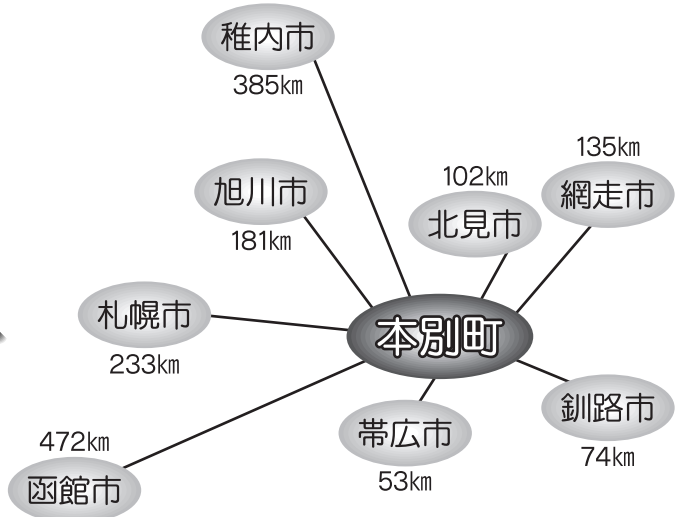 稚内市
385km
旭川市
181km
102km
北見市
135km
網走市
札幌市
233km
本別町
472km
函館市
帯広市
53km
釧路市
74km